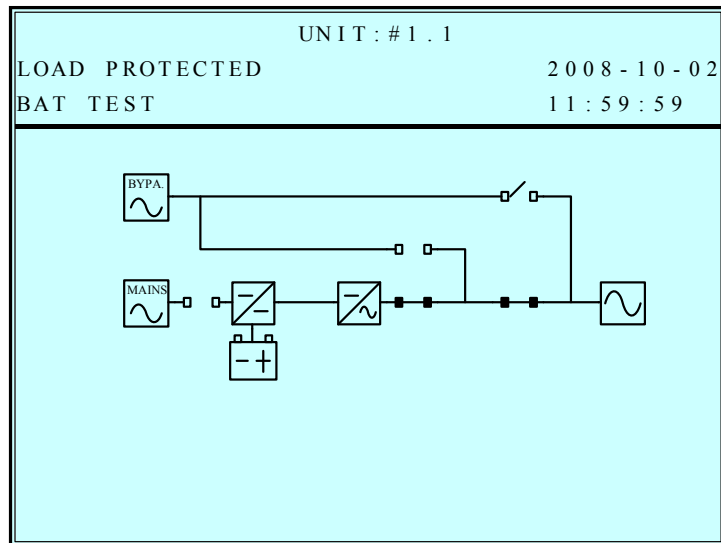 UNIT:#1.1
LOAD PROTECTED 2008-10-02
BAT TEST 11:59:59
BYPA.
MAINS